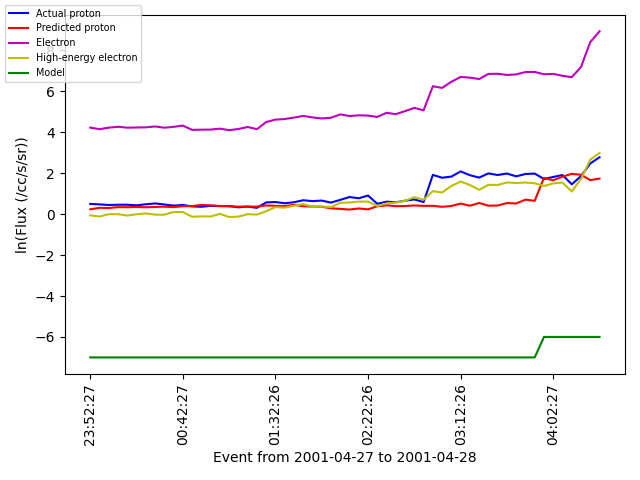 Actual proton
Predicted proton
Electron
High-energy electron
Model
8
6
4
2
0
−2
−4
−6
ln(Flux (/cc/s/sr))
23:52:27
00:42:27
01:32:26
02:22:26
03:12:26
04:02:27
Event from 2001-04-27 to 2001-04-28